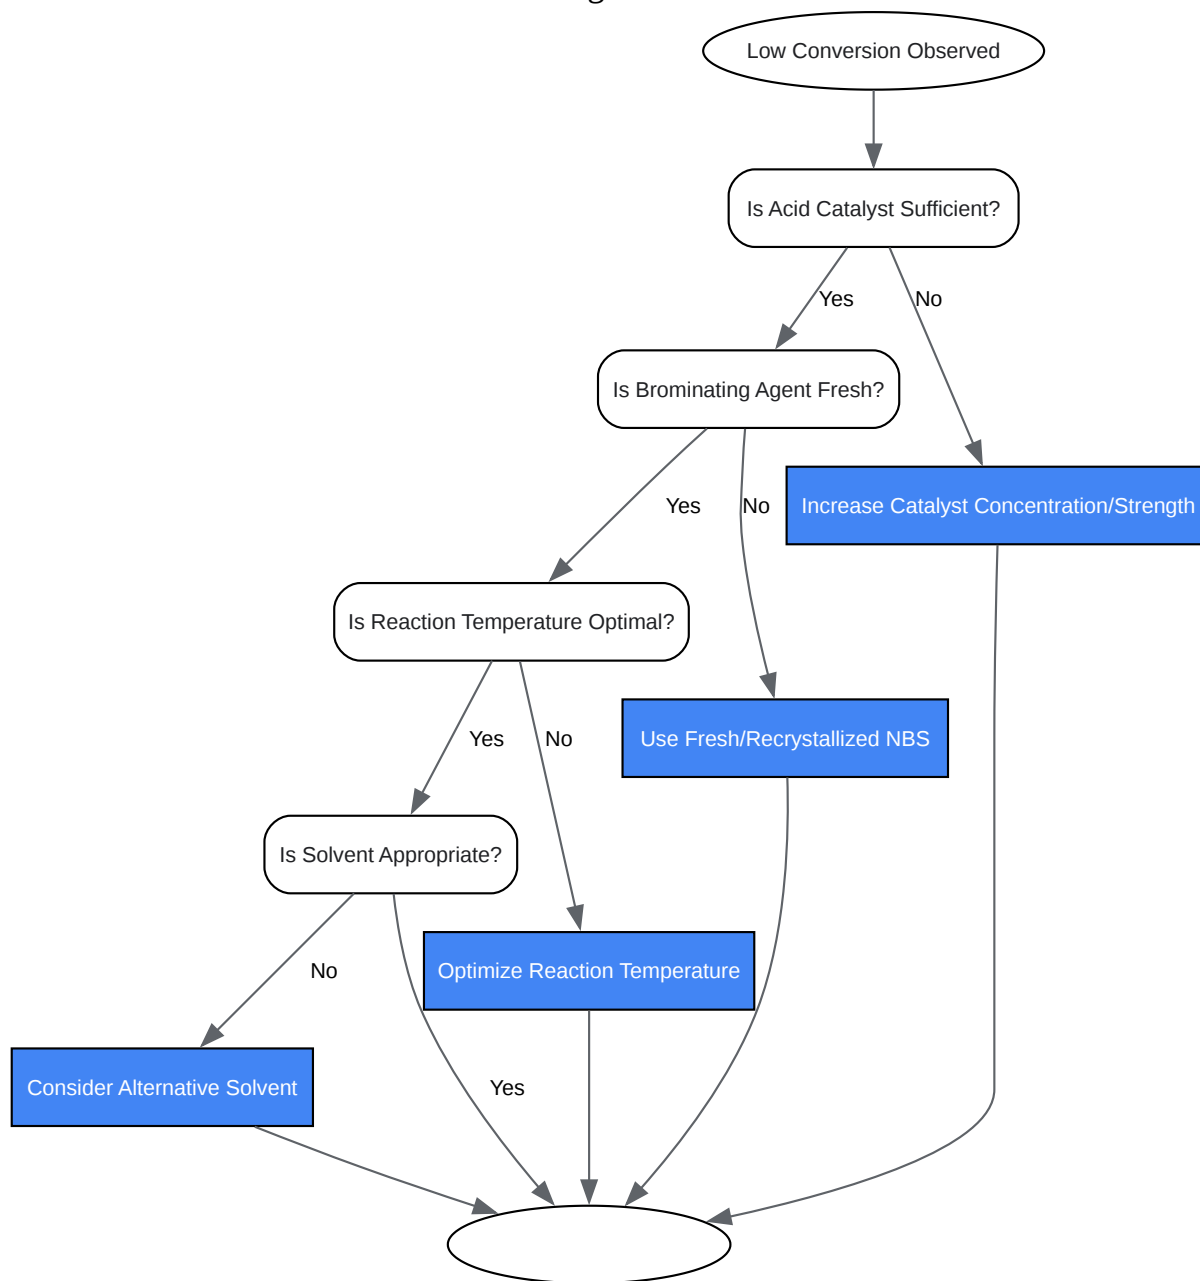 Low Conversion Observed
Is Acid Catalyst Sufficient?
Yes
No
Is Brominating Agent Fresh?
Yes
No
Increase Catalyst Concentration/Strength
Is Reaction Temperature Optimal?
Yes
No
Use Fresh/Recrystallized NBS
Is Solvent Appropriate?
No
Optimize Reaction Temperature
Consider Alternative Solvent
Yes